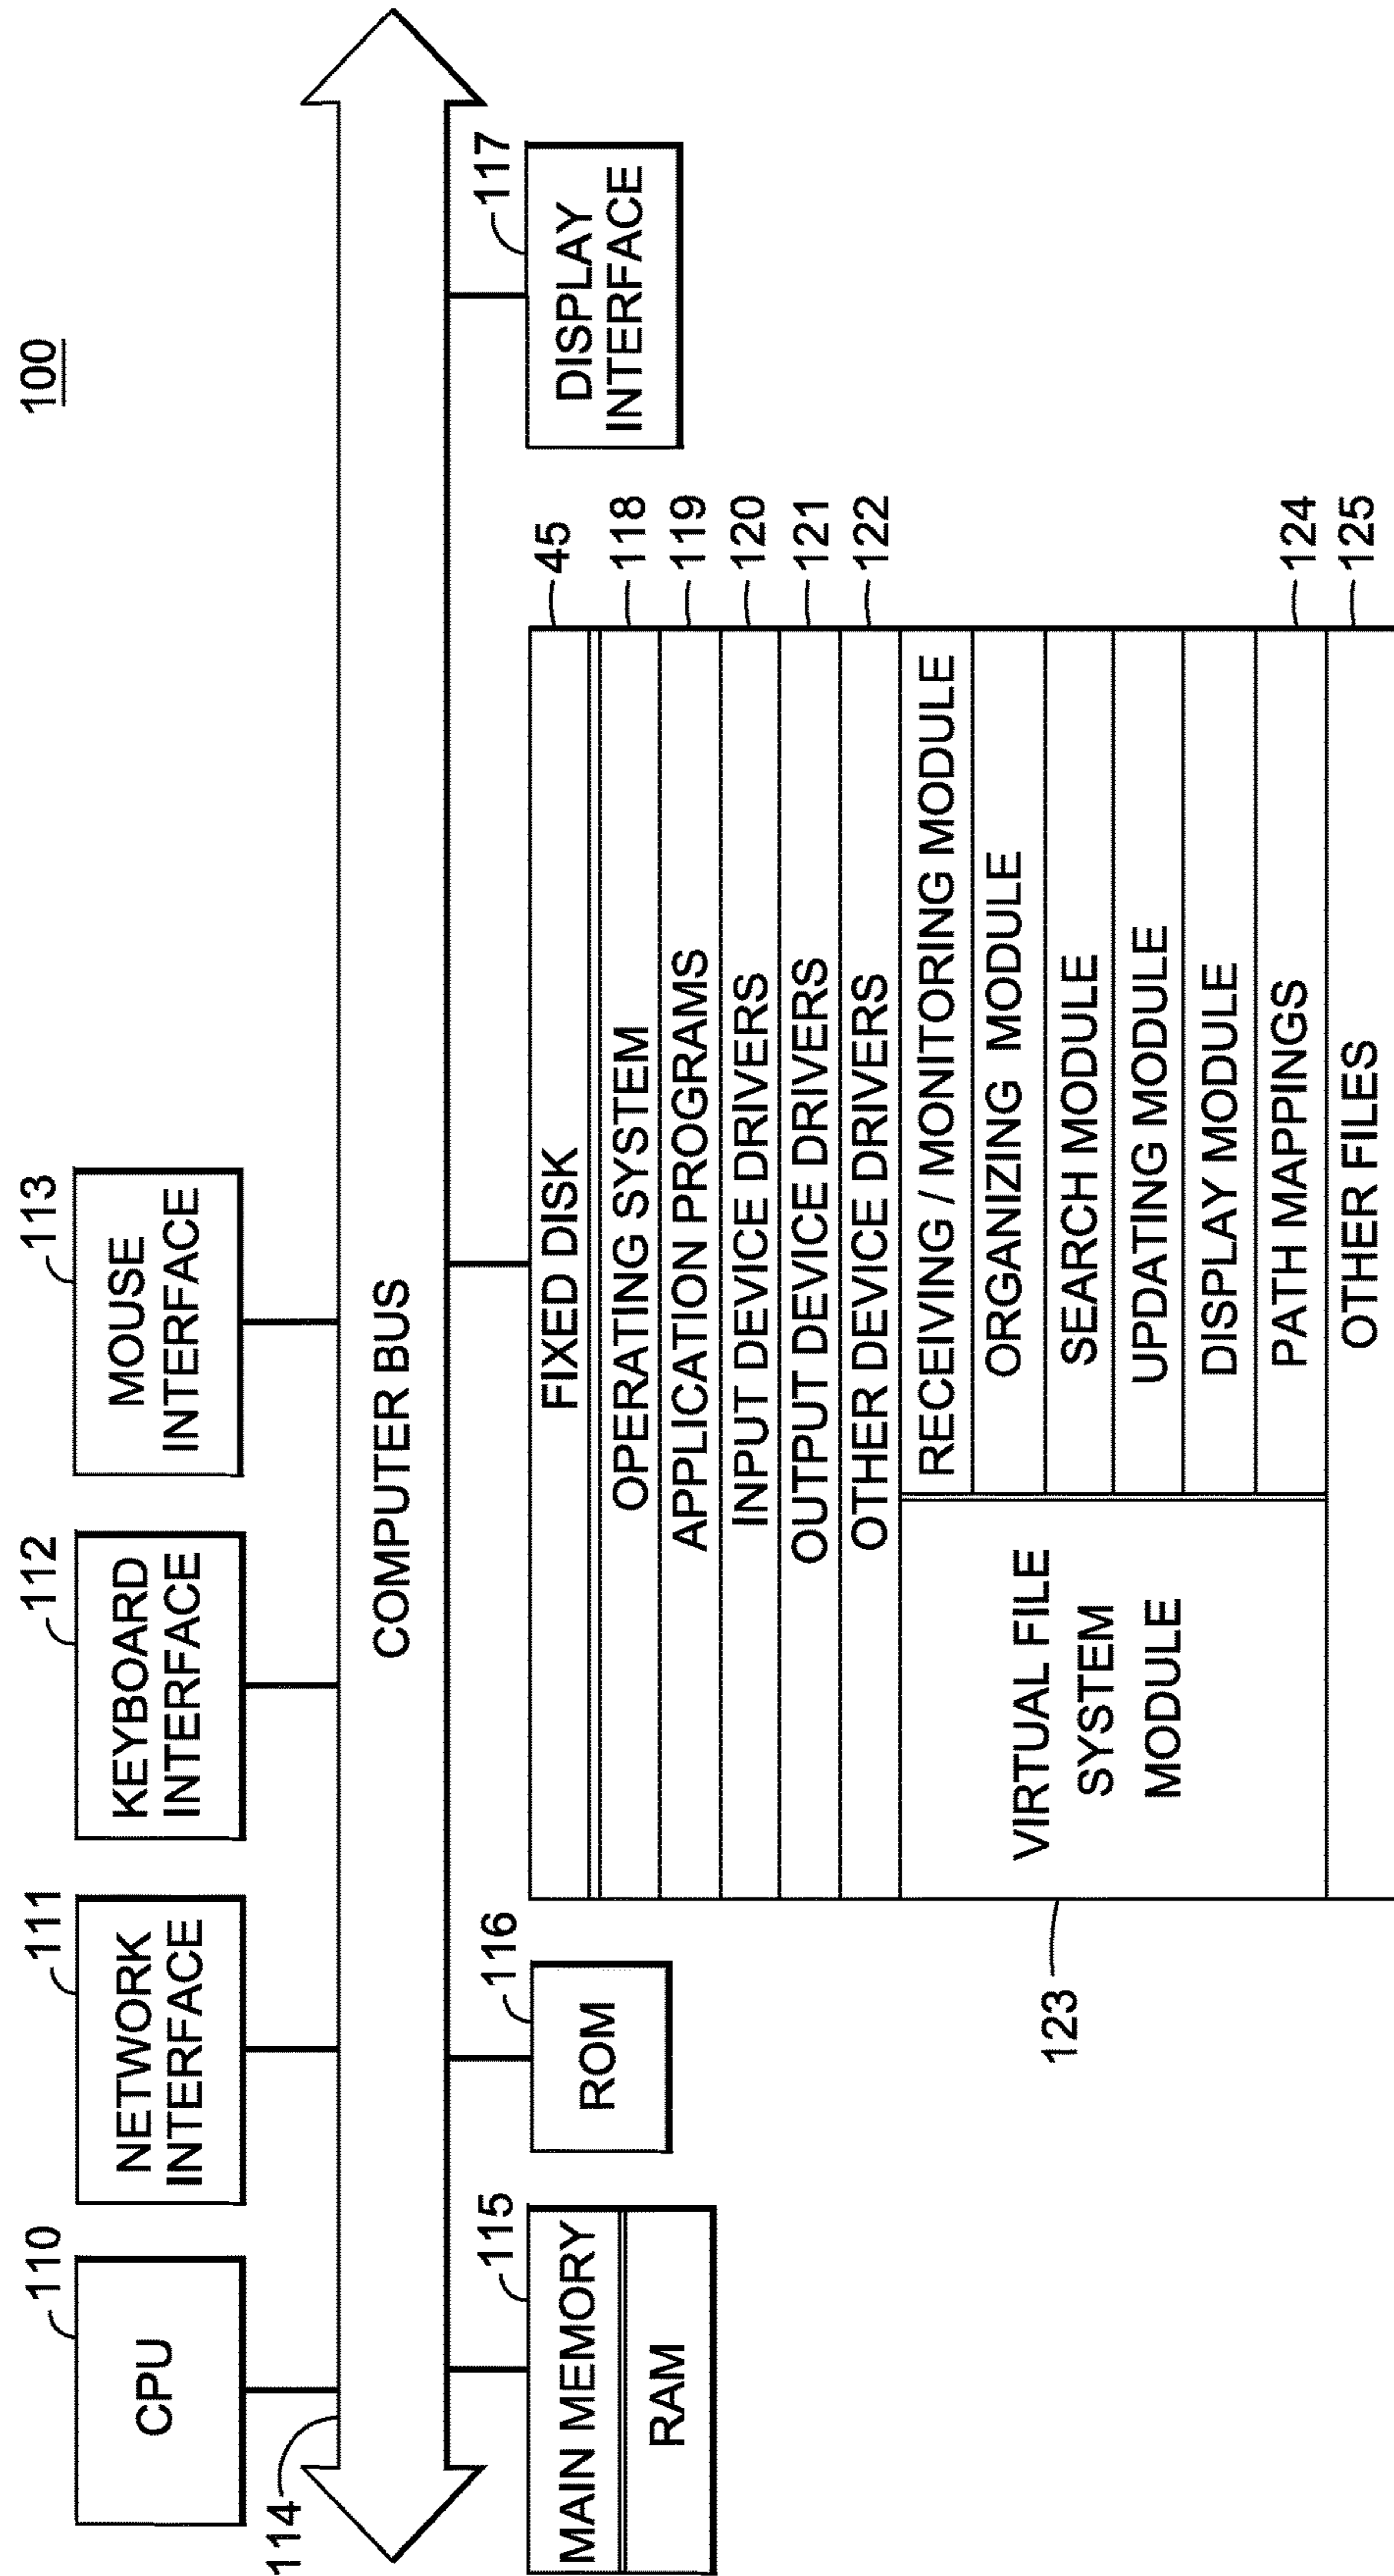 100
110
CPU
111
NETWORK
INTERFACE
112
KEYBOARD
INTERFACE
113
MOUSE
INTERFACE
114
COMPUTER BUS
115
MAIN MEMORY
RAM
116
ROM
117
DISPLAY
INTERFACE
FIXED DISK
45
OPERATING SYSTEM
118
APPLICATION PROGRAMS
119
INPUT DEVICE DRIVERS
120
OUTPUT DEVICE DRIVERS
121
OTHER DEVICE DRIVERS
122
123
VIRTUAL FILE
SYSTEM
MODULE
RECEIVING / MONITORING MODULE
ORGANIZING MODULE
SEARCH MODULE
UPDATING MODULE
DISPLAY MODULE
PATH MAPPINGS
124
OTHER FILES
125